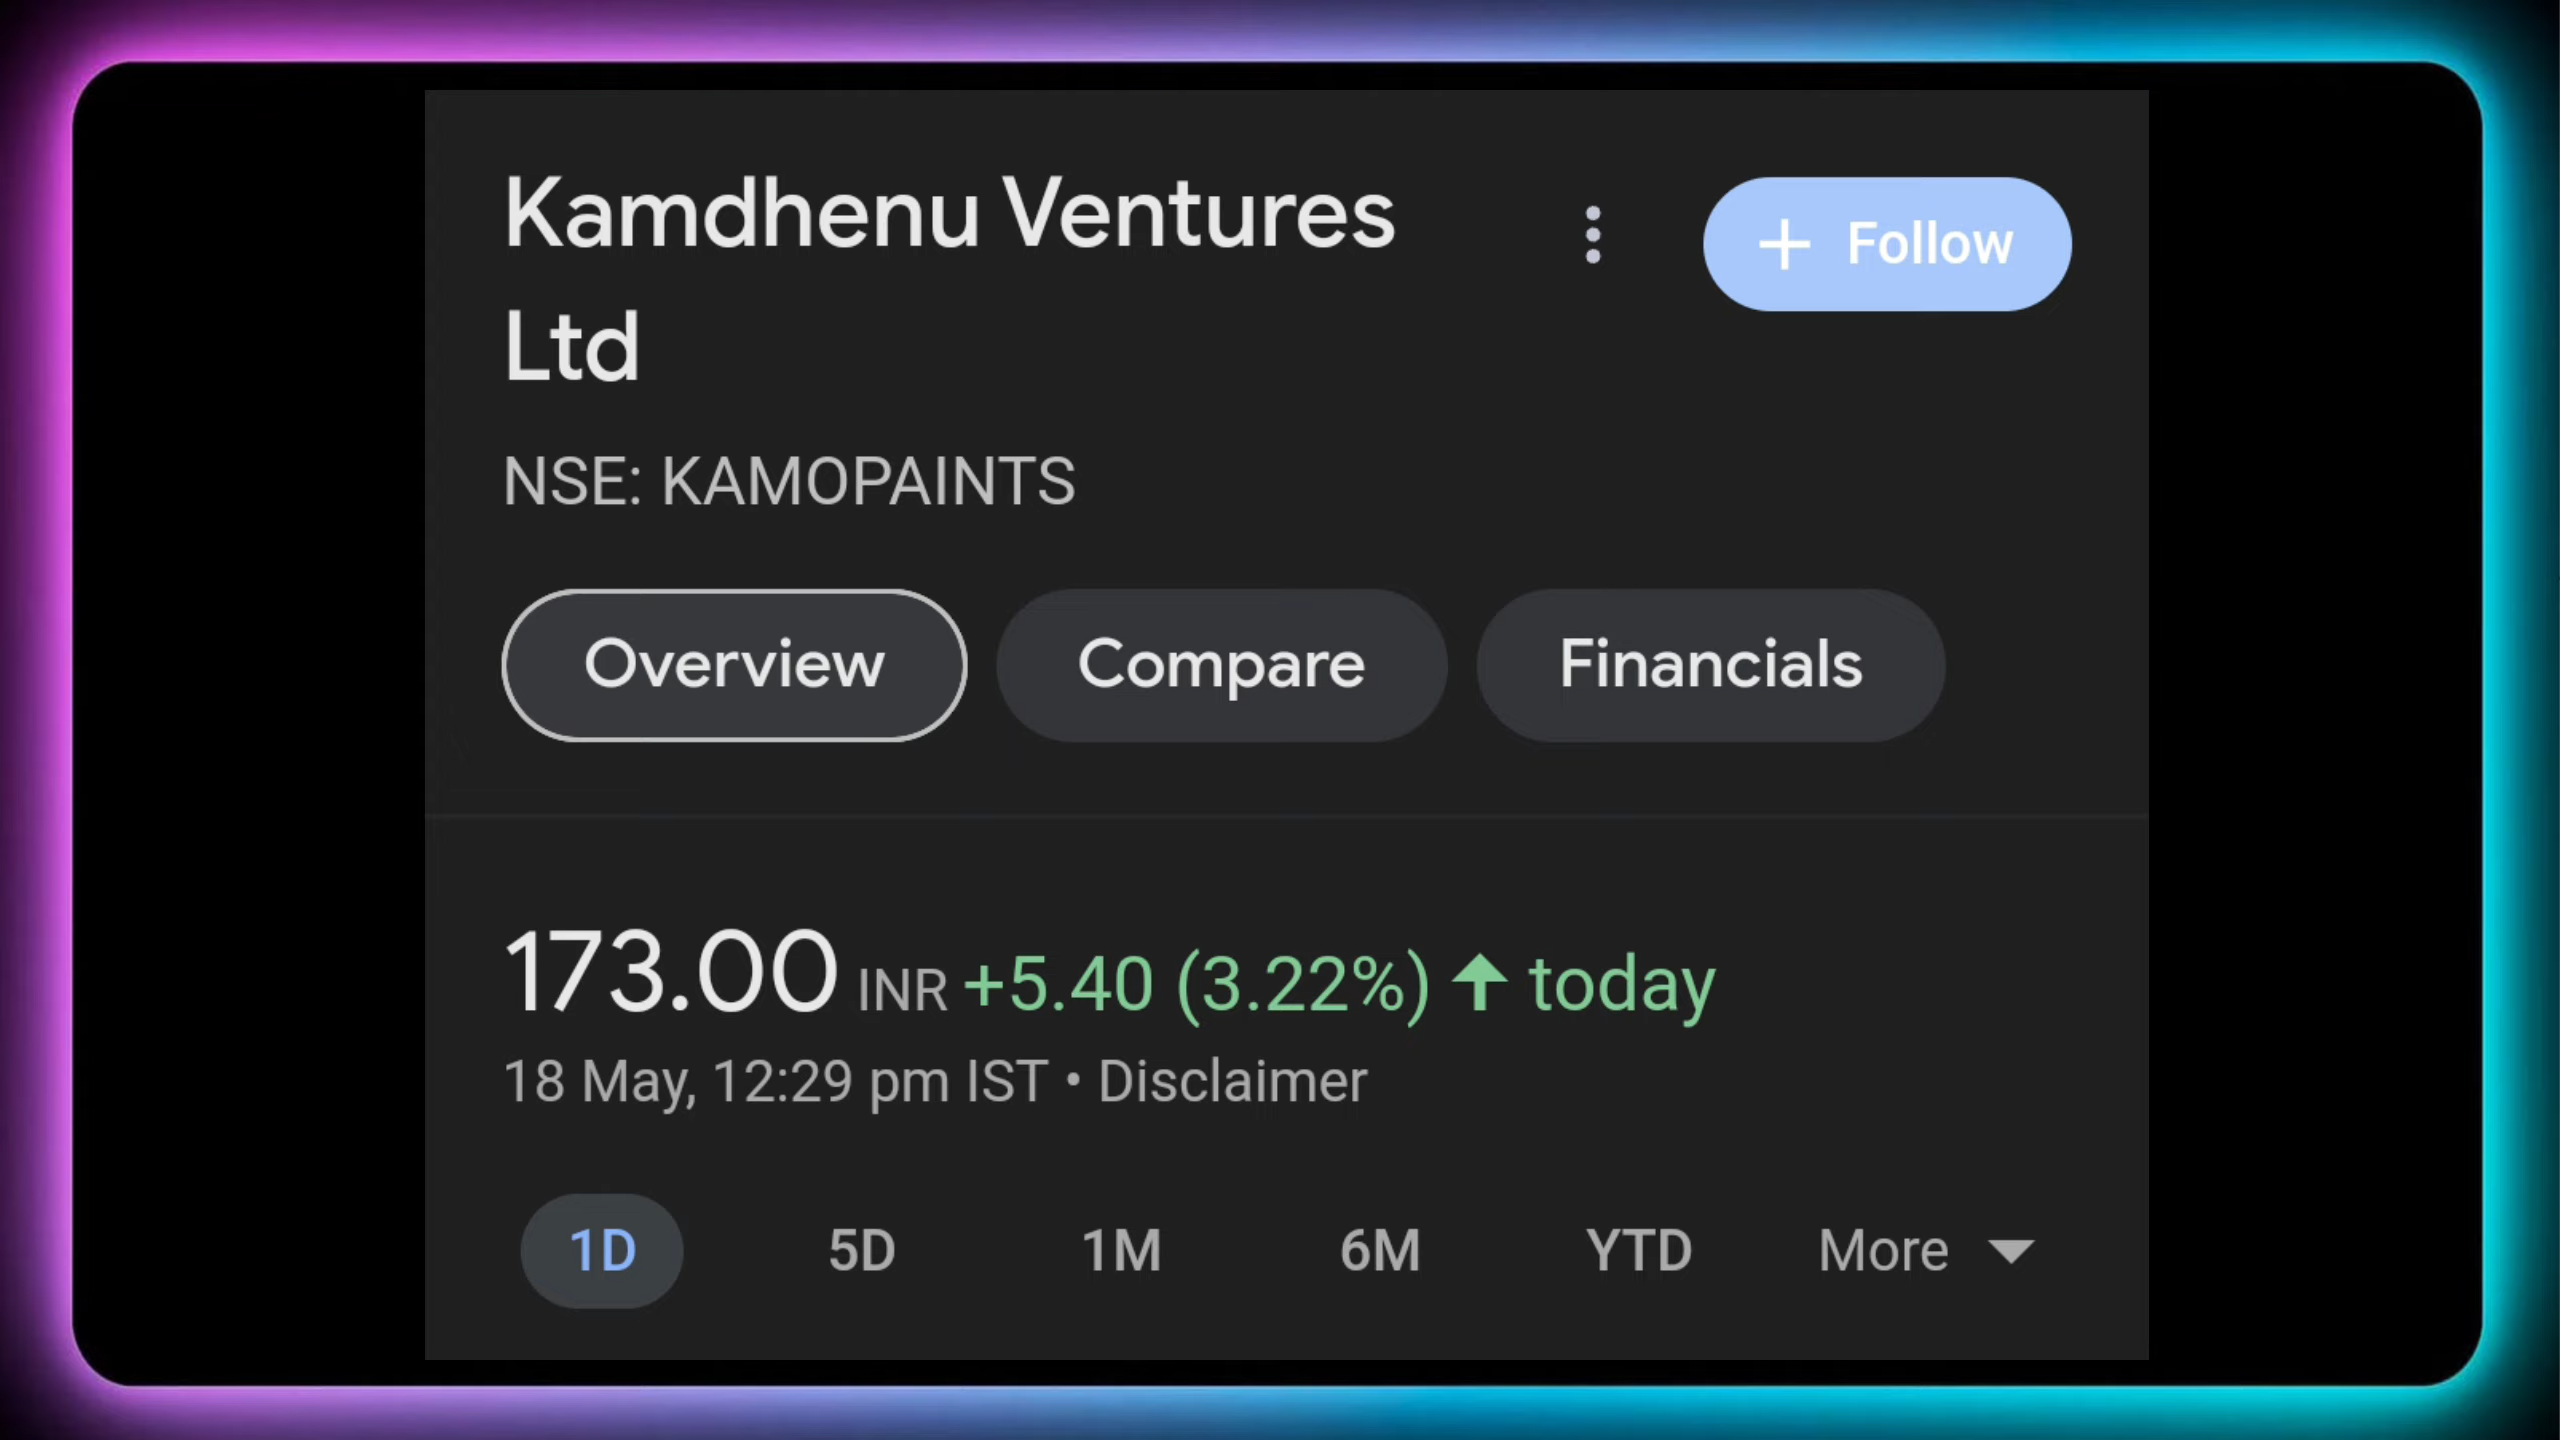 Kamdhenu Ventures
Ltd
+ Follow
NSE: KAMOPAINTS
Overview Compare Financials
173.00 INR +5.40 (3.22%) ↑ today
18 May, 12:29 pm IST • Disclaimer
1D 5D 1M 6M YTD More